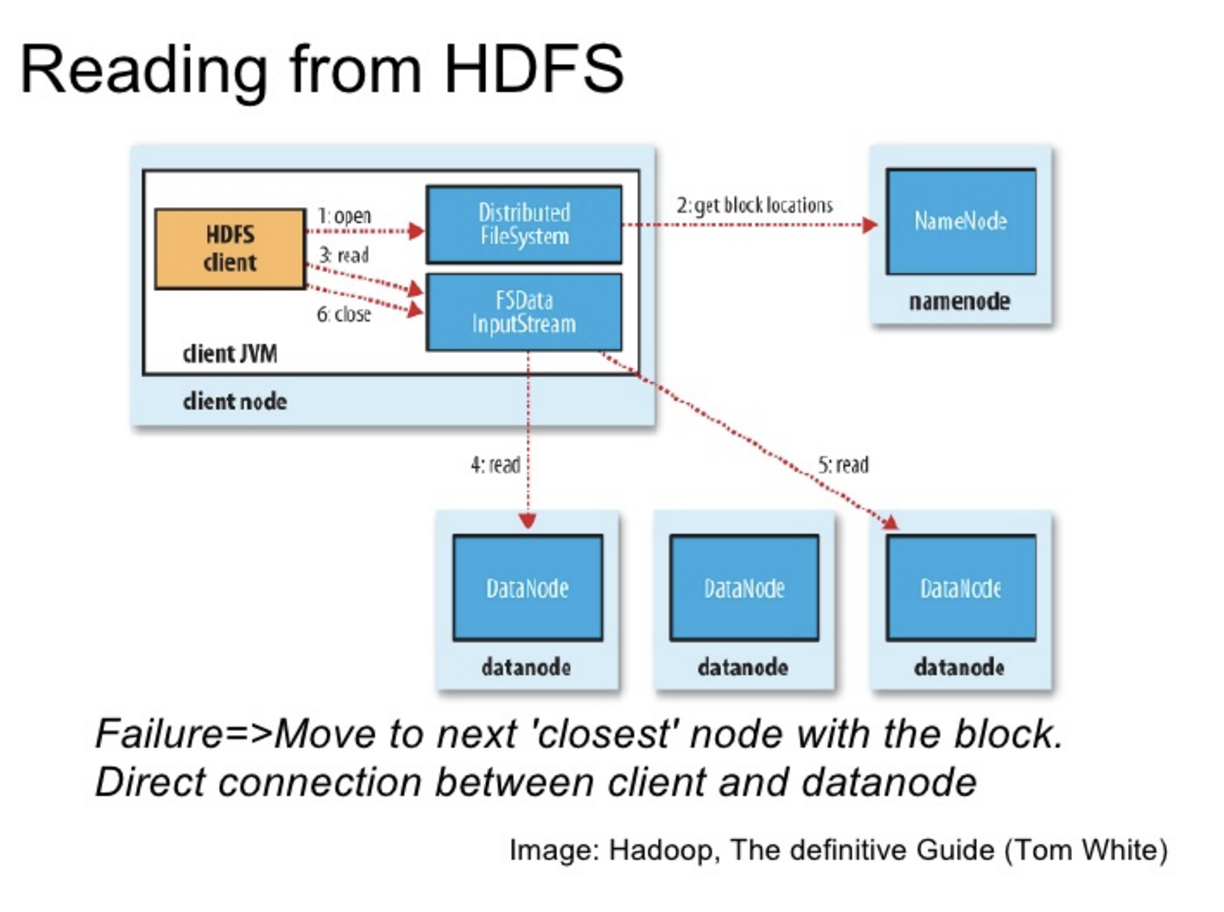 Reading from HDFS
HDFS
client
1: open
3: read
6: close
Distributed
FileSystem
FSData
InputStream
client JVM
client node
2: get block locations
NameNode
namenode
4: read
5: read
DataNode
datanode
DataNode
datanode
DataNode
datanode
Failure=>Move to next 'closest' node with the block.
Direct connection between client and datanode
Image: Hadoop, The definitive Guide (Tom White)